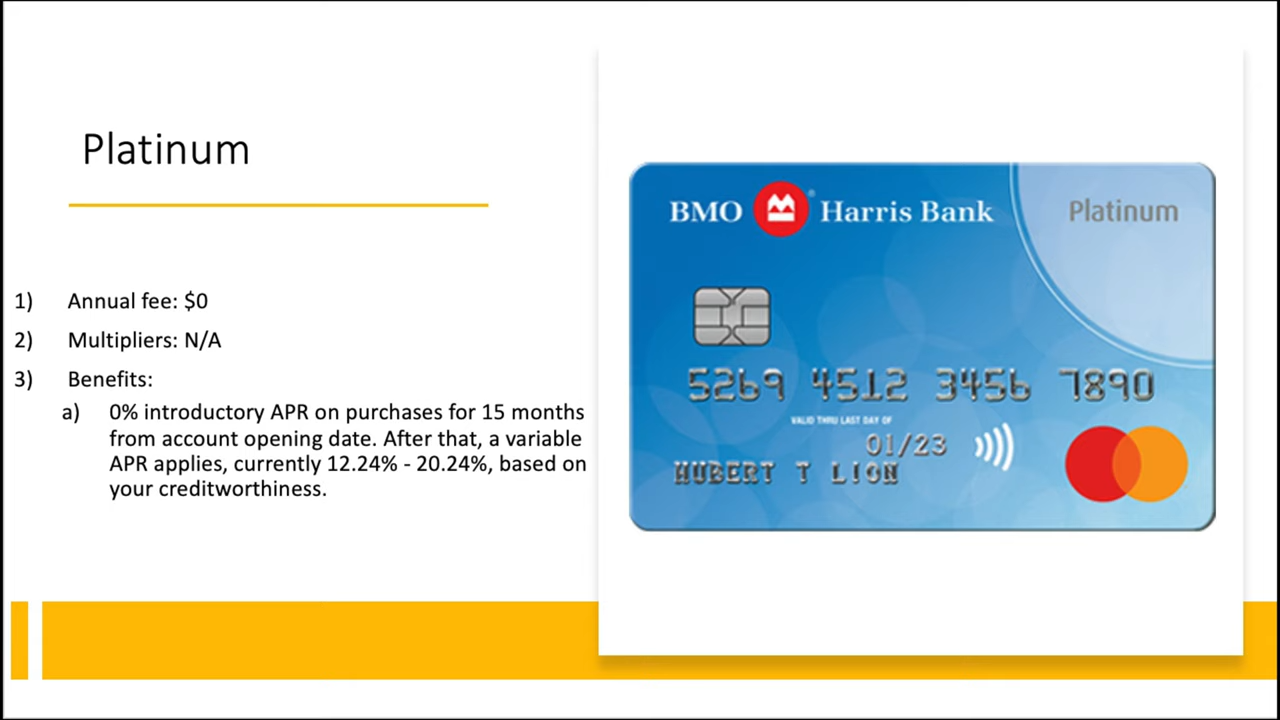 Platinum
1) Annual fee: $0
2) Multipliers: N/A
3) Benefits:
a) 0% introductory APR on purchases for 15 months
from account opening date. After that, a variable
APR applies, currently 12.24% - 20.24%, based on
your creditworthiness.
BMO Harris Bank Platinum
5269 4512 3456 7890
VALID THRU LAST DAY OF
01/23
HUBERT T LION